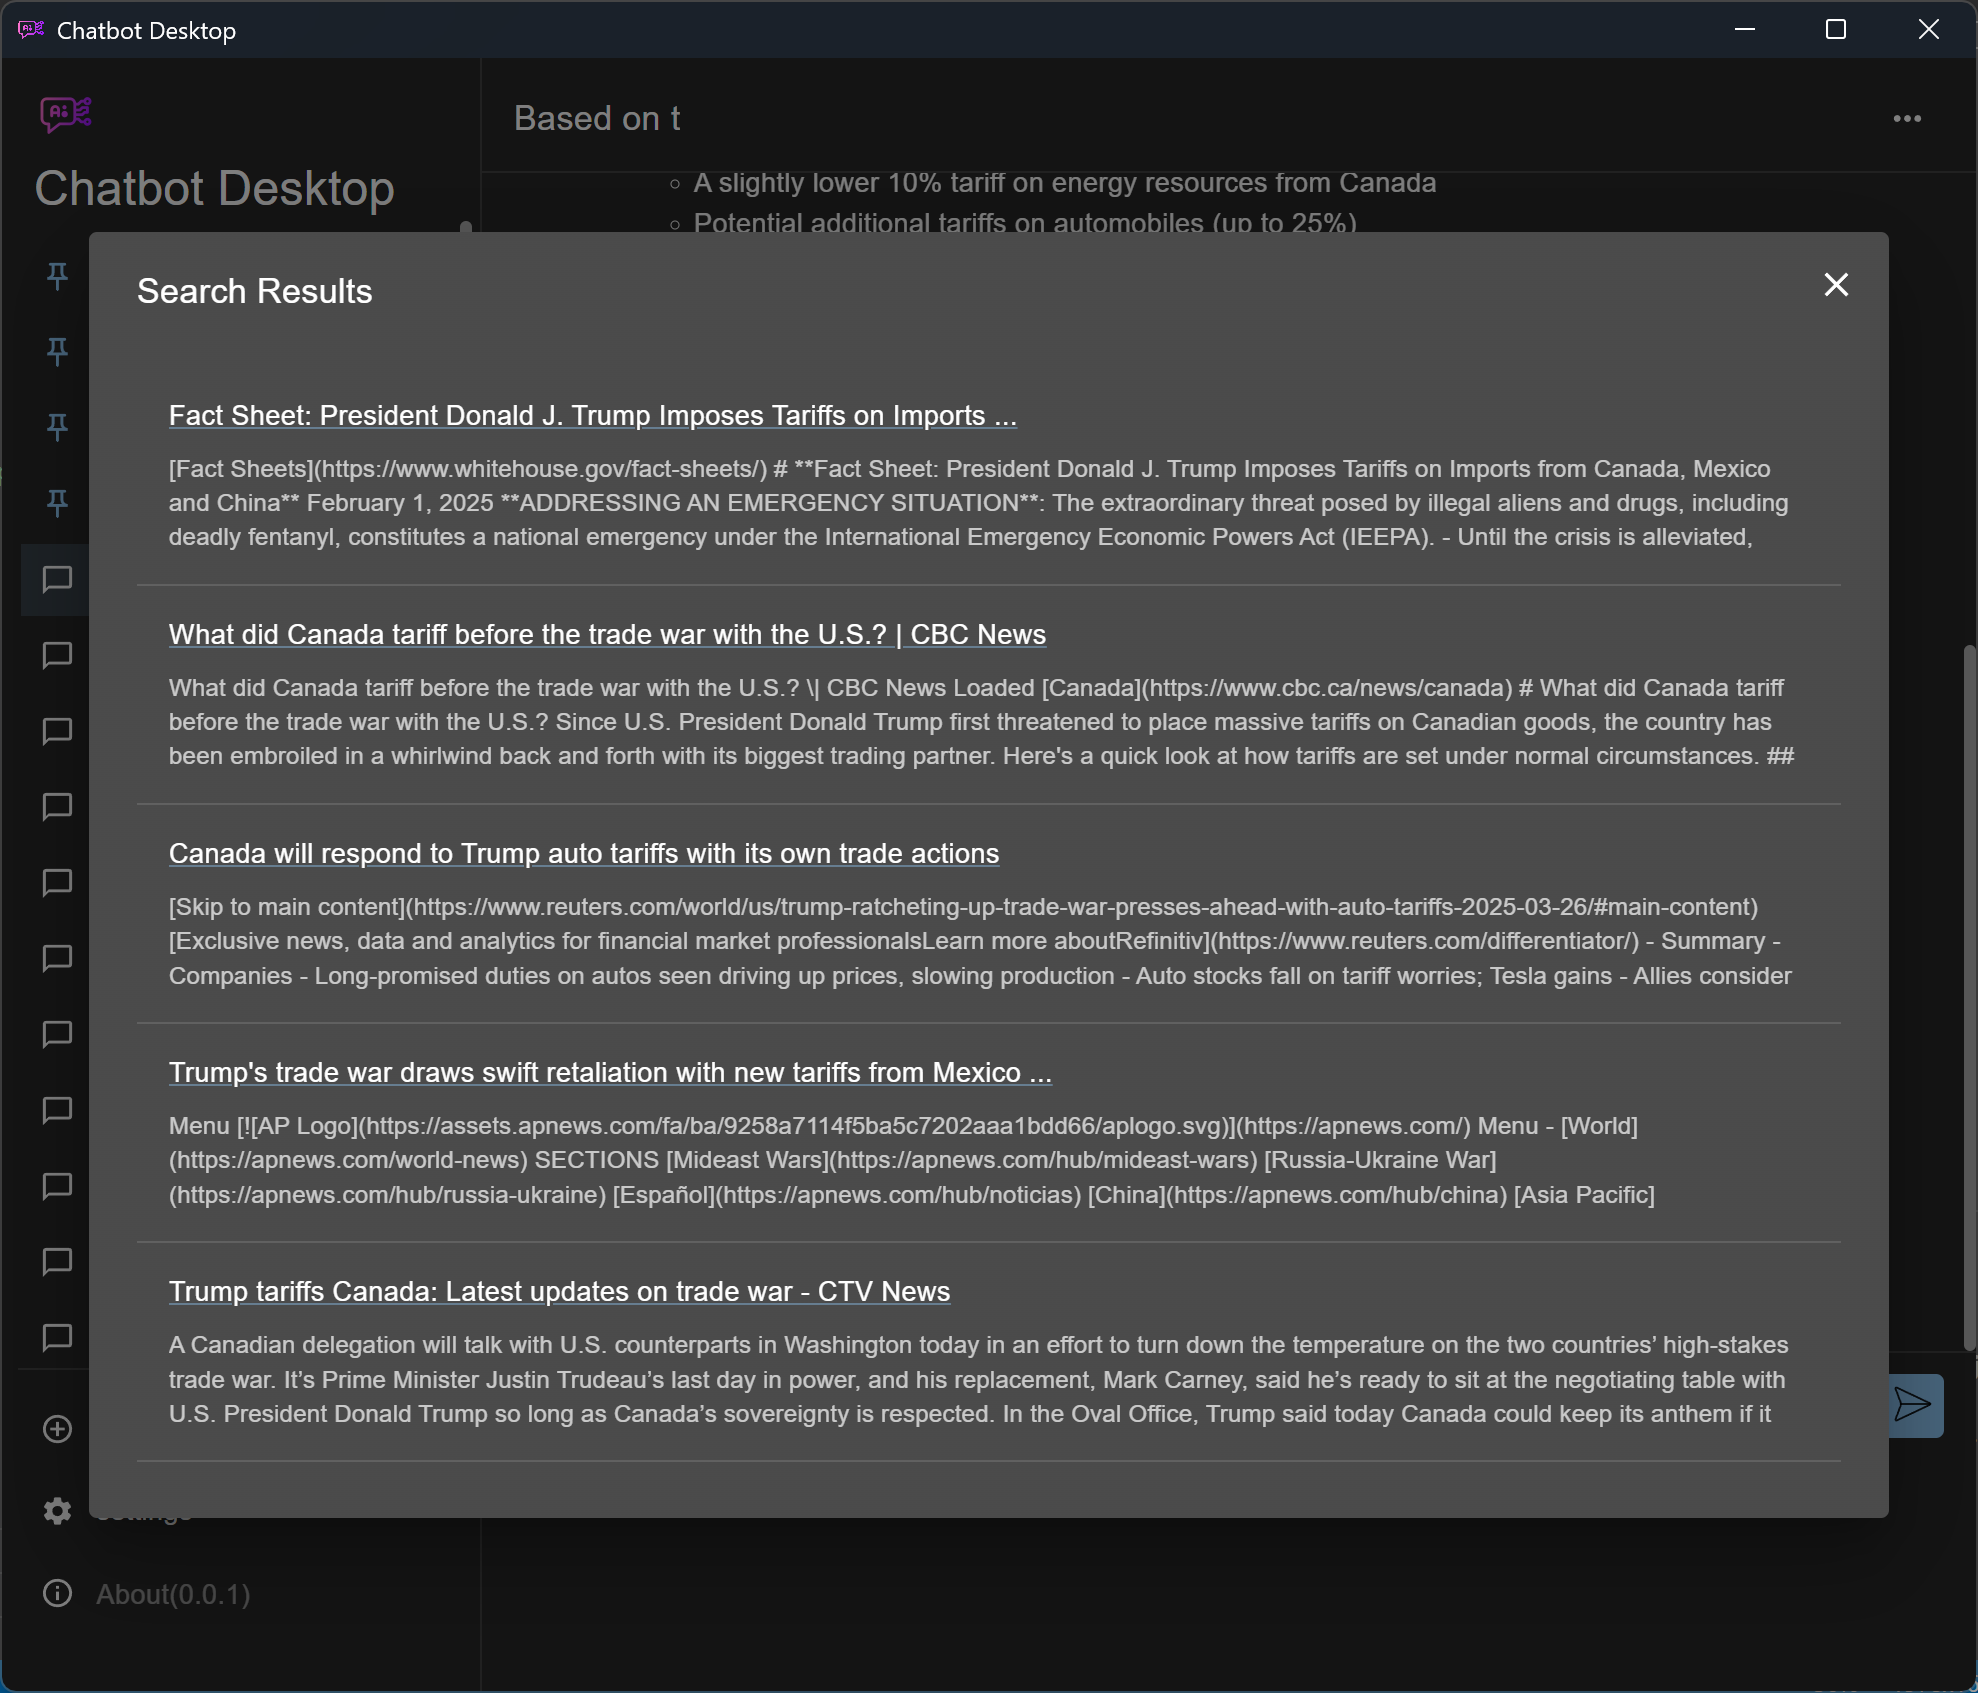 Chatbot Desktop
Based on t
Chatbot Desktop
A slightly lower 10% tariff on energy resources from Canada
Potential additional tariffs on automobiles (up to 25%)
Search Results
Fact Sheet: President Donald J. Trump Imposes Tariffs on Imports ...
[Fact Sheets](https://www.whitehouse.gov/fact-sheets/) # **Fact Sheet: President Donald J. Trump Imposes Tariffs on Imports from Canada, Mexico
and China** February 1, 2025 **ADDRESSING AN EMERGENCY SITUATION**: The extraordinary threat posed by illegal aliens and drugs, including
deadly fentanyl, constitutes a national emergency under the International Emergency Economic Powers Act (IEEPA). - Until the crisis is alleviated,
What did Canada tariff before the trade war with the U.S.? | CBC News
What did Canada tariff before the trade war with the U.S.? \| CBC News Loaded [Canada](https://www.cbc.ca/news/canada) # What did Canada tariff
before the trade war with the U.S.? Since U.S. President Donald Trump first threatened to place massive tariffs on Canadian goods, the country has
been embroiled in a whirlwind back and forth with its biggest trading partner. Here's a quick look at how tariffs are set under normal circumstances. ##
Canada will respond to Trump auto tariffs with its own trade actions
[Skip to main content](https://www.reuters.com/world/us/trump-ratcheting-up-trade-war-presses-ahead-with-auto-tariffs-2025-03-26/#main-content)
[Exclusive news, data and analytics for financial market professionalsLearn more aboutRefinitiv](https://www.reuters.com/differentiator/) - Summary -
Companies - Long-promised duties on autos seen driving up prices, slowing production - Auto stocks fall on tariff worries; Tesla gains - Allies consider
Trump's trade war draws swift retaliation with new tariffs from Mexico ...
Menu [![AP Logo](https://assets.apnews.com/fa/ba/9258a7114f5ba5c7202aaa1bdd66/aplogo.svg)](https://apnews.com/) Menu - [World]
(https://apnews.com/world-news) SECTIONS [Mideast Wars](https://apnews.com/hub/mideast-wars) [Russia-Ukraine War]
(https://apnews.com/hub/russia-ukraine) [Español](https://apnews.com/hub/noticias) [China](https://apnews.com/hub/china) [Asia Pacific]
Trump tariffs Canada: Latest updates on trade war - CTV News
A Canadian delegation will talk with U.S. counterparts in Washington today in an effort to turn down the temperature on the two countries’ high-stakes
trade war. It’s Prime Minister Justin Trudeau’s last day in power, and his replacement, Mark Carney, said he’s ready to sit at the negotiating table with
U.S. President Donald Trump so long as Canada’s sovereignty is respected. In the Oval Office, Trump said today Canada could keep its anthem if it
Settings
About(0.0.1)